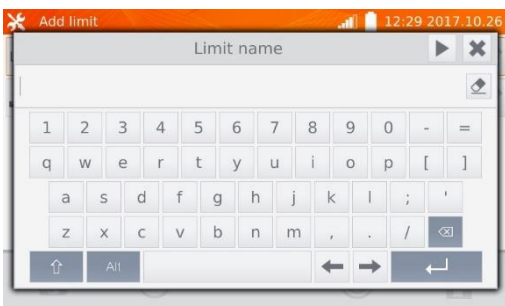 Add limit 12:29 2017.10.26
Limit name
1 2 3 4 5 6 7 8 9 0 - =
q w e r t y u i o p [ ]
a s d f g h j k l ; '
z x c v b n m , . /
Alt